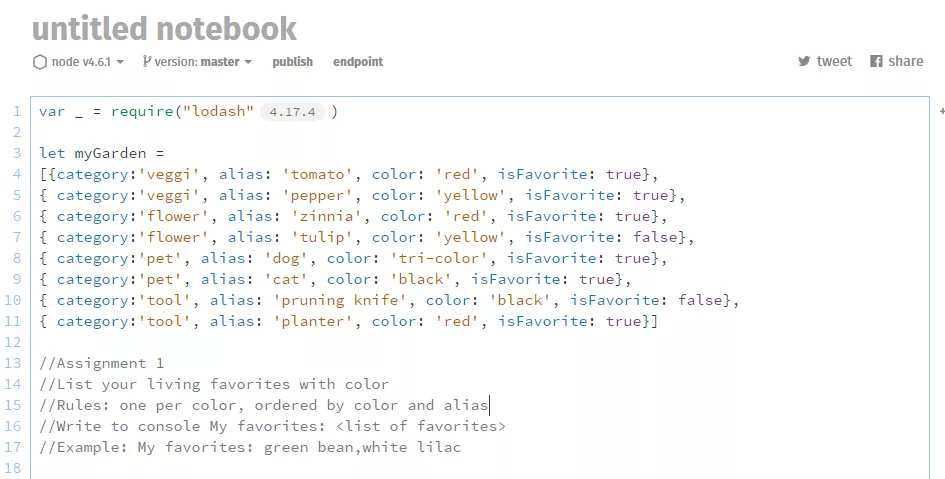 untitled notebook
node v4.6.1 version: master publish endpoint tweet share
1 var _ = require("lodash" 4.17.4 )
2
3 let myGarden =
4 [{category:'veggi', alias: 'tomato', color: 'red', isFavorite: true},
5 { category:'veggi', alias: 'pepper', color: 'yellow', isFavorite: true},
6 { category:'flower', alias: 'zinnia', color: 'red', isFavorite: true},
7 { category:'flower', alias: 'tulip', color: 'yellow', isFavorite: false},
8 { category:'pet', alias: 'dog', color: 'tri-color', isFavorite: true},
9 { category:'pet', alias: 'cat', color: 'black', isFavorite: true},
10 { category:'tool', alias: 'pruning knife', color: 'black', isFavorite: false},
11 { category:'tool', alias: 'planter', color: 'red', isFavorite: true}]
12
13 //Assignment 1
14 //List your living favorites with color
15 //Rules: one per color, ordered by color and alias
16 //Write to console My favorites: <list of favorites>
17 //Example: My favorites: green bean,white lilac
18